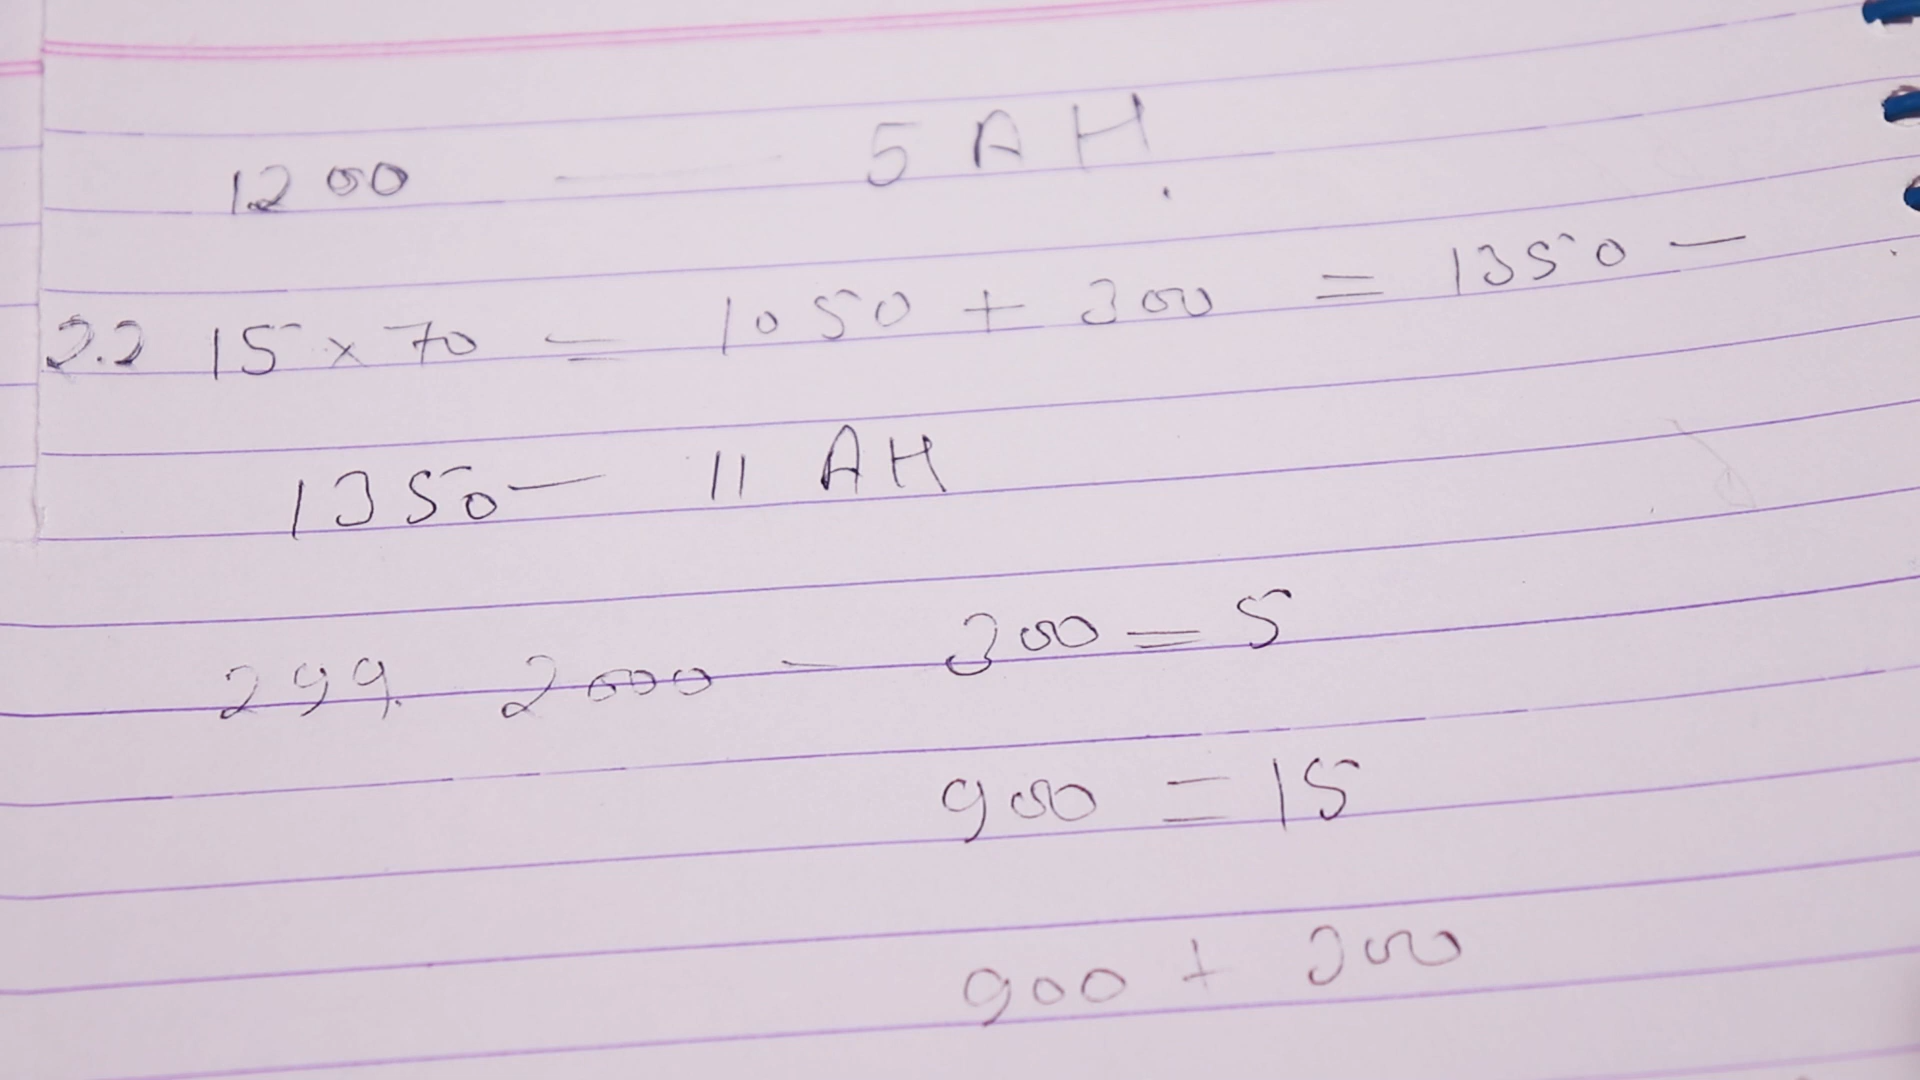 1200 — 5 AH
2.2 15 x 70 = 1050 + 300 = 1350 —
1350 — 11 AH
299. 2000 — 300 = 5
900 = 15
900 + 300